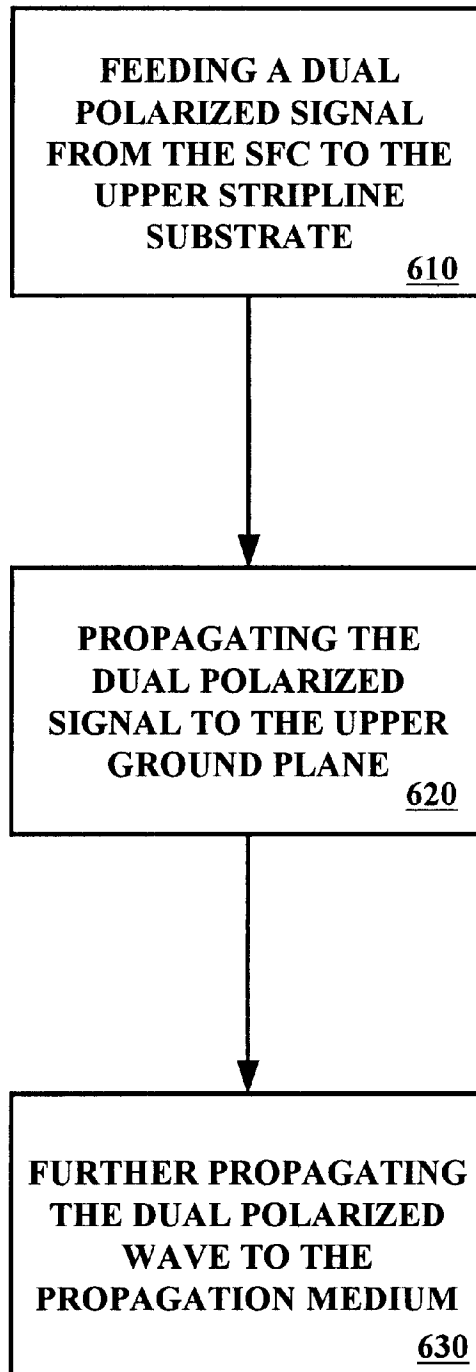 FEEDING A DUAL
POLARIZED SIGNAL
FROM THE SFC TO THE
UPPER STRIPLINE
SUBSTRATE
610
PROPAGATING THE
DUAL POLARIZED
SIGNAL TO THE UPPER
GROUND PLANE
620
FURTHER PROPAGATING
THE DUAL POLARIZED
WAVE TO THE
PROPAGATION MEDIUM
630